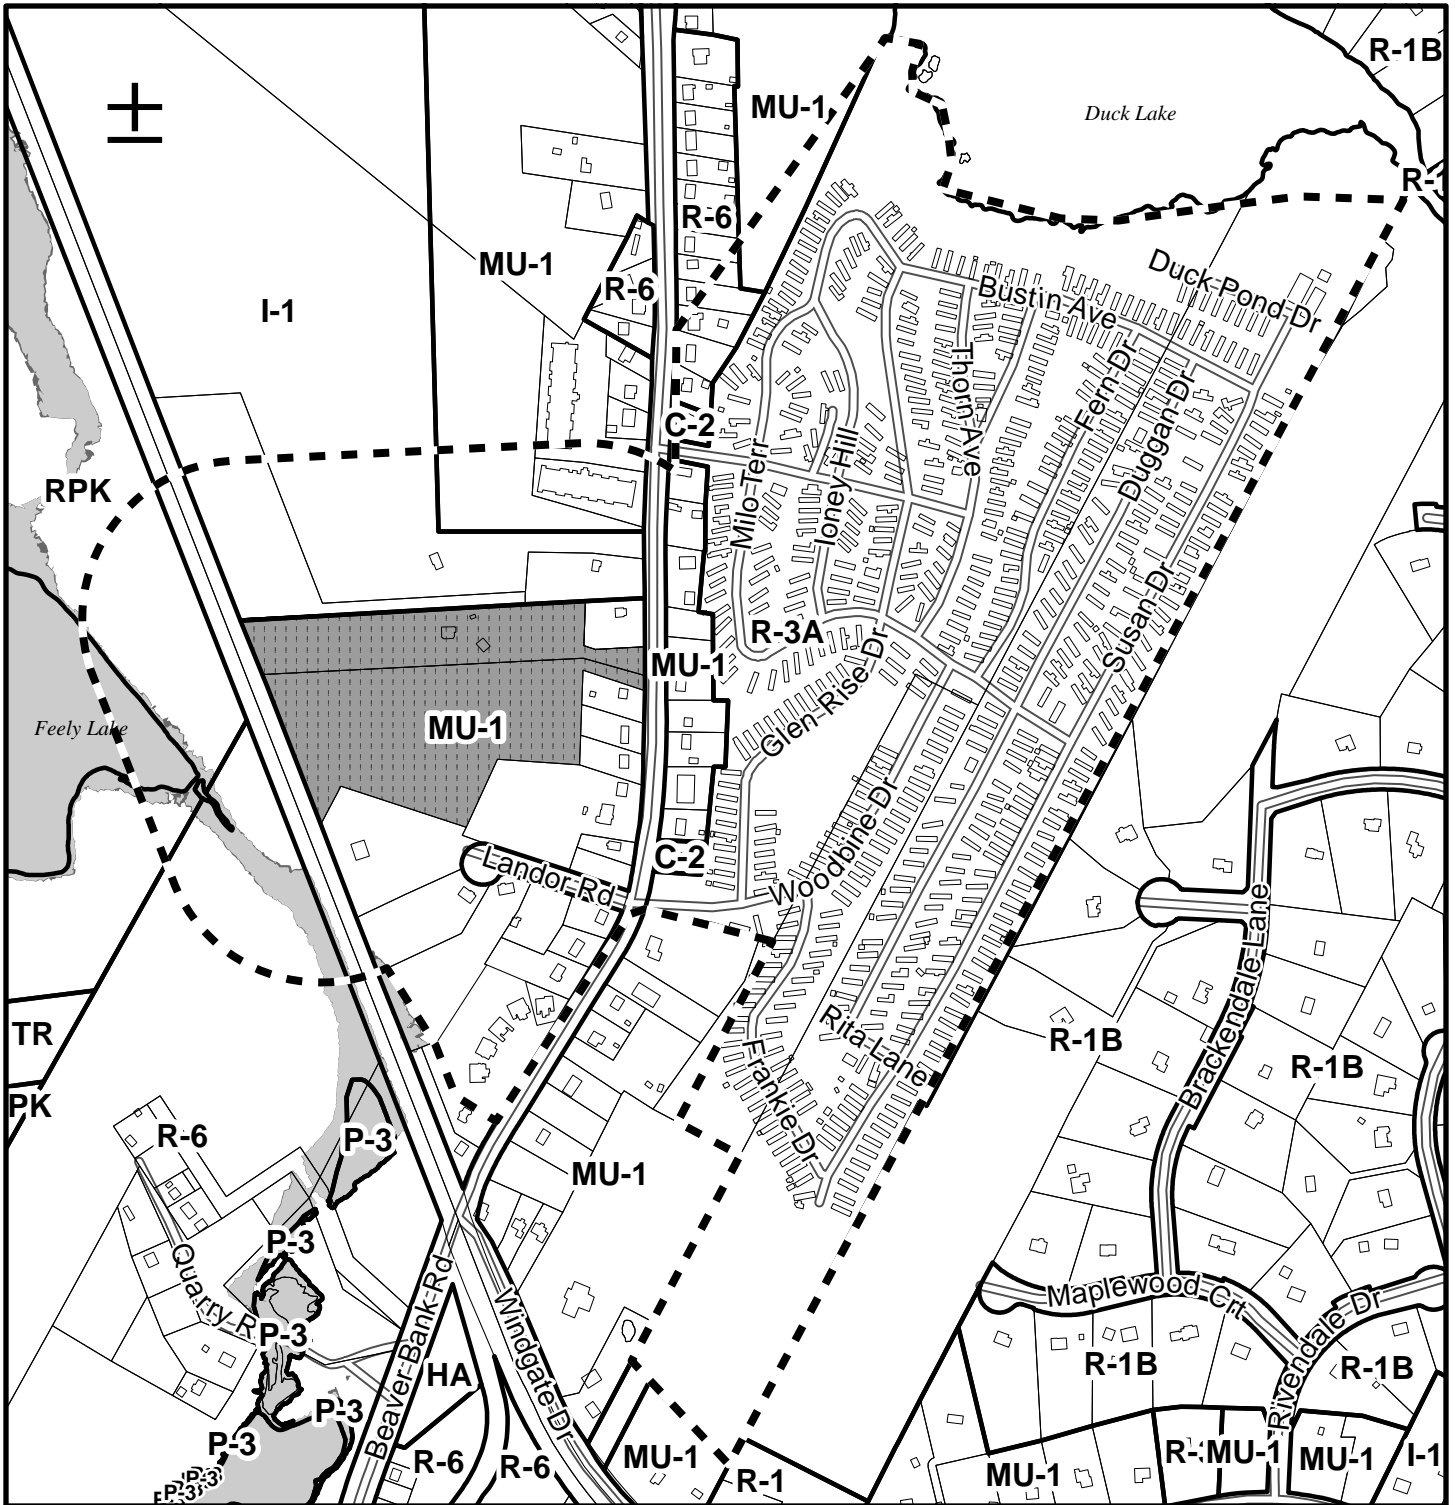 R-1B
MU-1
Duck Lake
R-1
R-6
MU-1
Duck Pond Dr
R-6
Bustin Ave
I-1
Thorn Ave
Fern Dr
Duggan Dr
C-2
Milo Terr
Ioney Hill
RPK
Susan Dr
R-3A
MU-1
Glen Rise Dr
MU-1
Feely Lake
Woodbine Dr
C-2
Landor Rd
Brackendale Lane
TR
Rita Lane
R-1B
R-1B
Frankie Dr
PK
R-6
P-3
MU-1
P-3
Quarry R
Beaver Bank Rd
Windgate Dr
Maplewood Crt
Rivendale Dr
P-3
HA
R-1B
R-1B
P-3
P-3
R-6
R-6
MU-1
R-1
MU-1
MU-1
MU-1
I-1
P-3
P-3